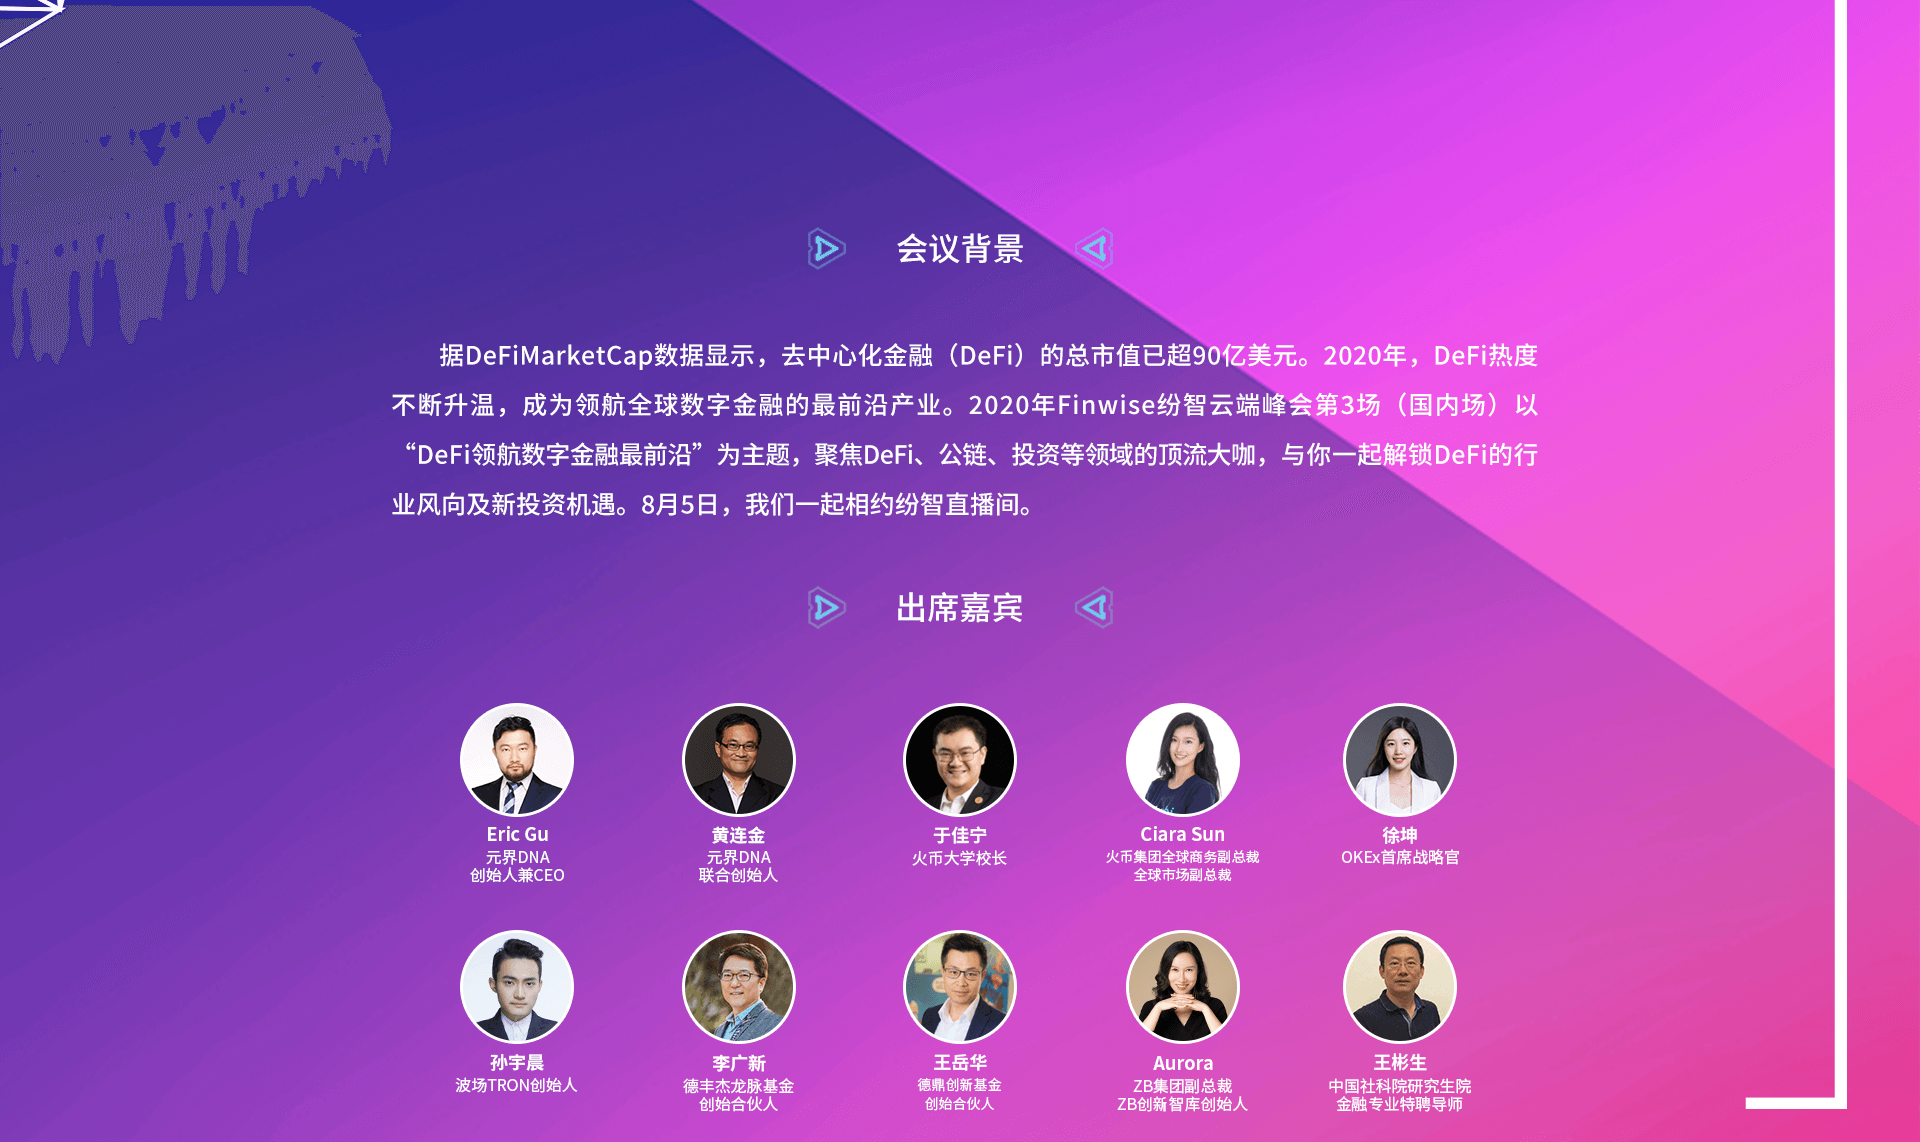 会议背景
据DeFiMarketCap数据显示，去中心化金融（DeFi）的总市值已超90亿美元。2020年，DeFi热度
不断升温，成为领航全球数字金融的最前沿产业。2020年Finwise纷智云端峰会第3场（国内场）以
“DeFi领航数字金融最前沿”为主题，聚焦DeFi、公链、投资等领域的顶流大咖，与你一起解锁DeFi的行
业风向及新投资机遇。8月5日，我们一起相约纷智直播间。
出席嘉宾
Eric Gu
元界DNA
创始人兼CEO
黄连金
元界DNA
联合创始人
于佳宁
火币大学校长
Ciara Sun
火币集团全球商务副总裁
全球市场副总裁
徐坤
OKEx首席战略官
孙宇晨
波场TRON创始人
李广新
德丰杰龙脉基金
创始合伙人
王岳华
德鼎创新基金
创始合伙人
Aurora
ZB集团副总裁
ZB创新智库创始人
王彬生
中国社科院研究生院
金融专业特聘导师